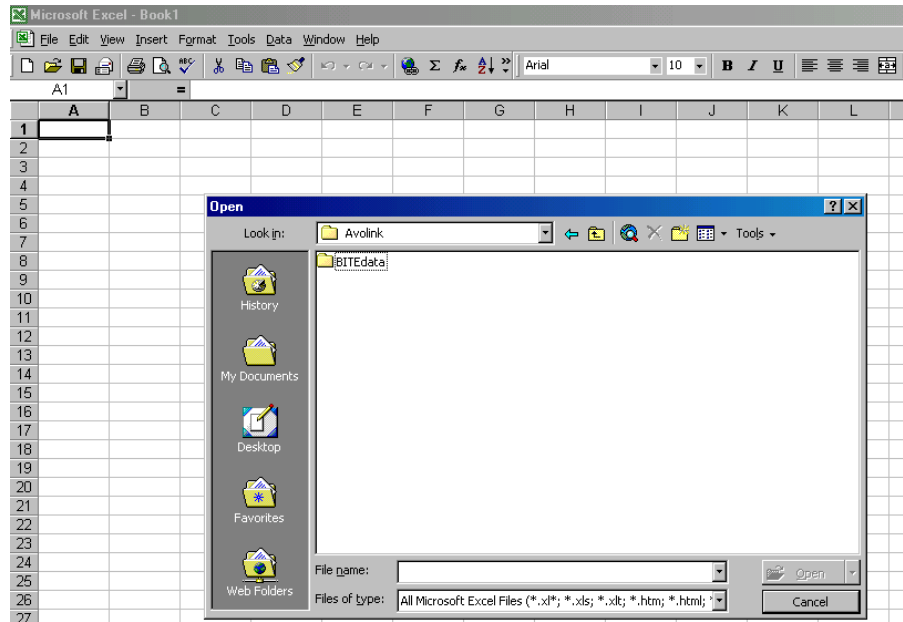 Microsoft Excel - Book1
File Edit View Insert Format Tools Data Window Help
ABC Σ fx A Z Arial 10 B I U
A1 =
A B C D E F G H I J K L
1
2
3
4
5
6
7
8
9
10
11
12
13
14
15
16
17
18
19
20
21
22
23
24
25
26
27
Open ? X
Look in: Avolink Tools
BITEdata
History
My Documents
Desktop
Favorites
Web Folders
File name: Open
Files of type: All Microsoft Excel Files (*.xl*; *.xls; *.xlt; *.htm; *.html; Cancel